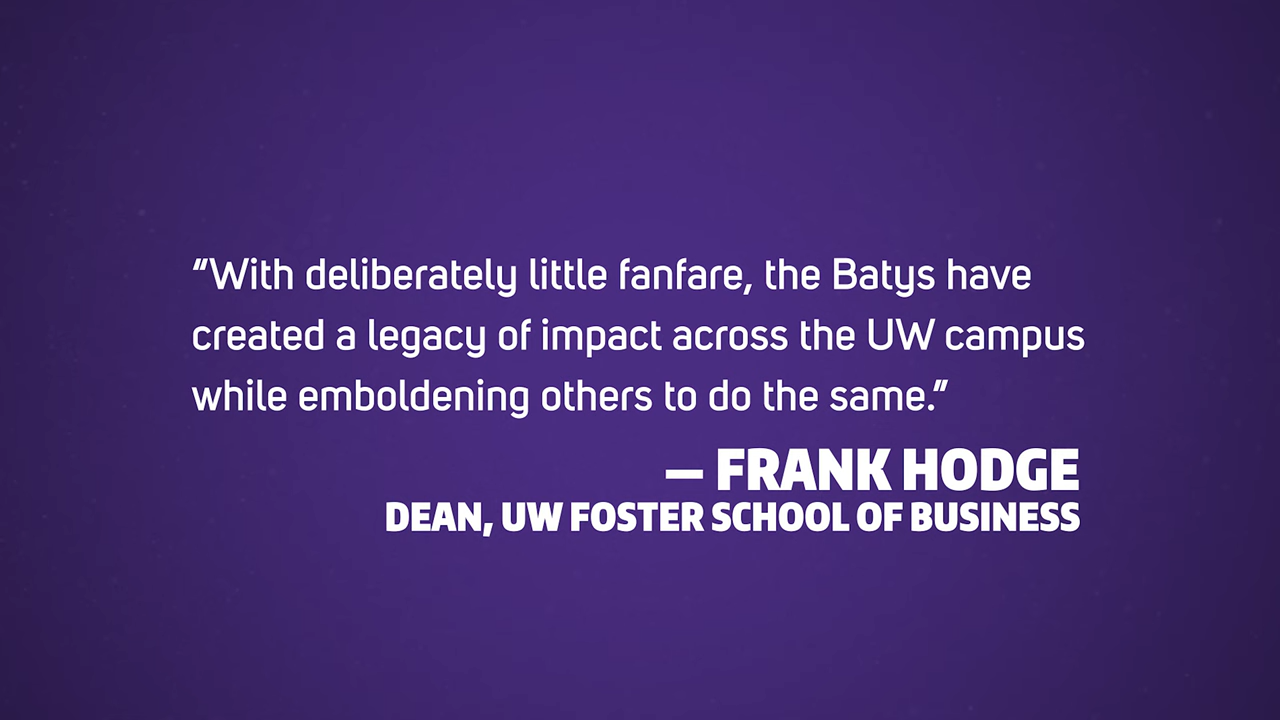 “With deliberately little fanfare, the Batys have
created a legacy of impact across the UW campus
while emboldening others to do the same.”
— FRANK HODGE
DEAN, UW FOSTER SCHOOL OF BUSINESS